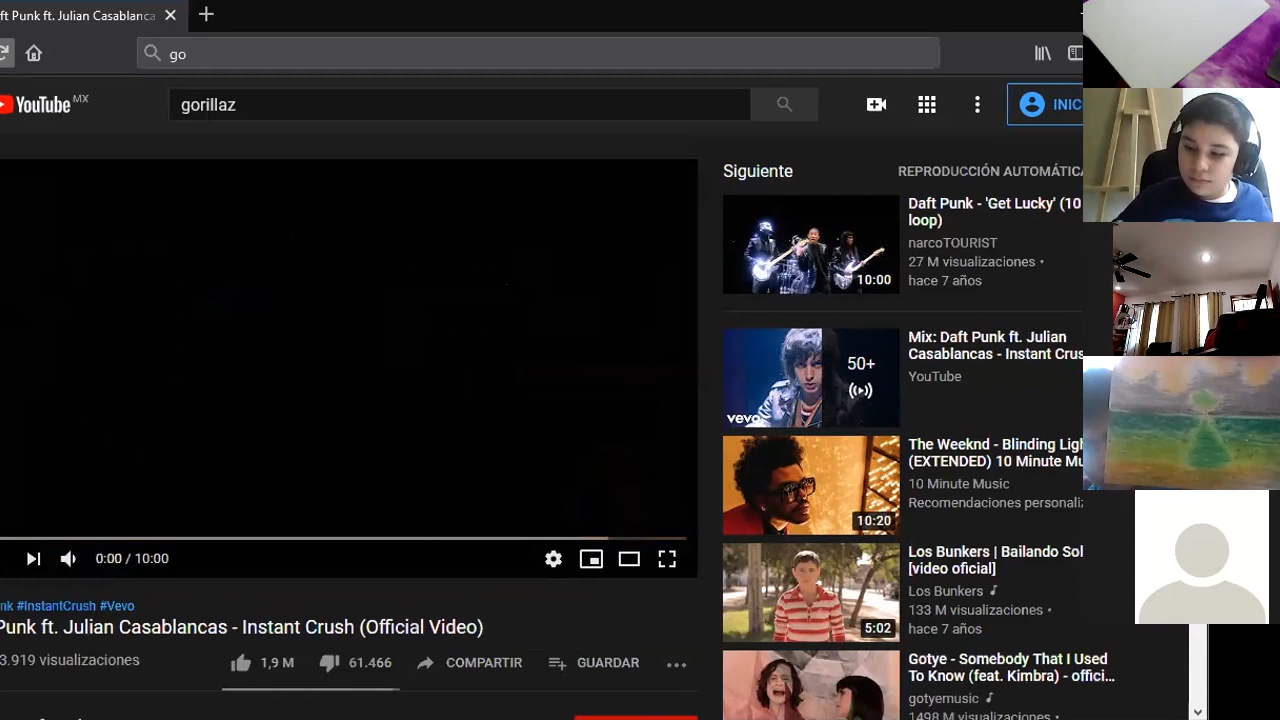 ft Punk ft. Julian Casablanca
go
YouTube MX
gorillaz
INIC
Siguiente
REPRODUCCIÓN AUTOMÁTICA
Daft Punk - 'Get Lucky' (10
loop)
narcoTOURIST
27 M visualizaciones •
hace 7 años
10:00
Mix: Daft Punk ft. Julian
Casablancas - Instant Crus
YouTube
50+
vevo
The Weeknd - Blinding Ligh
(EXTENDED) 10 Minute Mu
10 Minute Music
Recomendaciones personaliz
10:20
Los Bunkers | Bailando Sol
[video oficial]
Los Bunkers
133 M visualizaciones •
hace 7 años
5:02
Gotye - Somebody That I Used
To Know (feat. Kimbra) - offici...
gotyemusic
1498 M visualizaciones •
0:00 / 10:00
nk #InstantCrush #Vevo
Punk ft. Julian Casablancas - Instant Crush (Official Video)
3.919 visualizaciones
1,9 M
61.466
COMPARTIR
GUARDAR